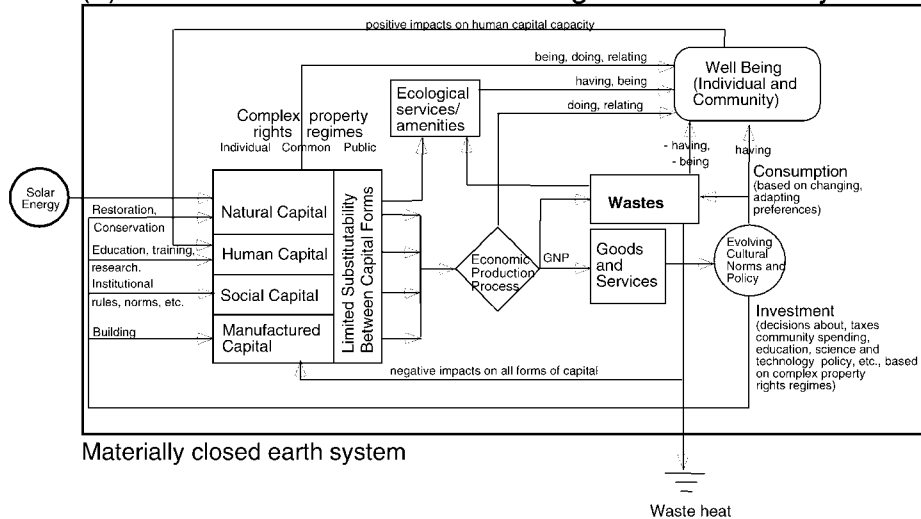 positive impacts on human capital capacity
being, doing, relating
Well Being
(Individual and
Community)
having, being
Ecological
services/
amenities
doing, relating
Complex property
rights regimes
Individual Common Public
- having,
- being
having
Consumption
(based on changing,
adapting
preferences)
Solar
Energy
Restoration,
Conservation
Natural Capital
Wastes
Education, training,
research.
Human Capital
Institutional
rules, norms, etc.
Social Capital
Building
Manufactured
Capital
Limited Substitutability
Between Capital Forms
Economic
Production
Process
GNP
Goods
and
Services
Evolving
Cultural
Norms and
Policy
Investment
(decisions about, taxes
community spending,
education, science and
technology policy, etc., based
on complex property
rights regimes)
negative impacts on all forms of capital
Materially closed earth system
Waste heat